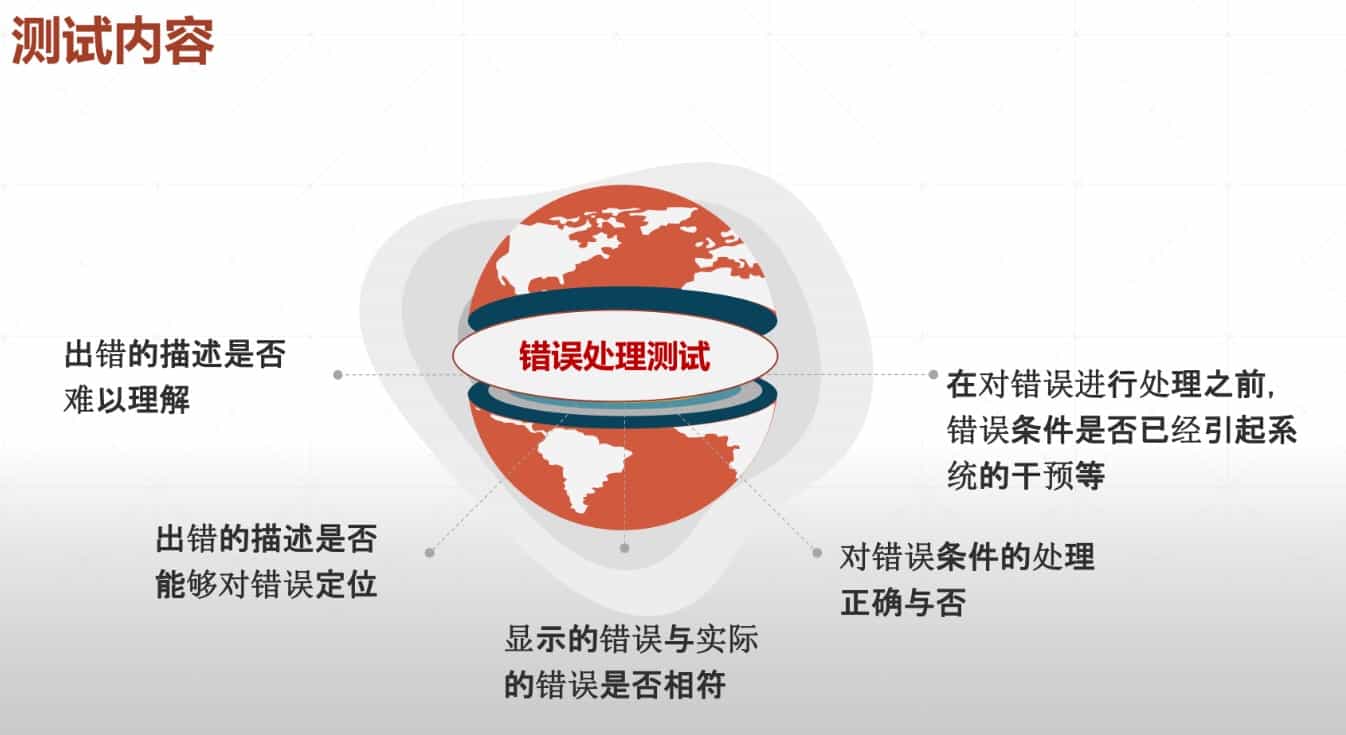 测试内容
错误处理测试
出错的描述是否
难以理解
出错的描述是否
能够对错误定位
显示的错误与实际
的错误是否相符
对错误条件的处理
正确与否
在对错误进行处理之前,
错误条件是否已经引起系
统的干预等